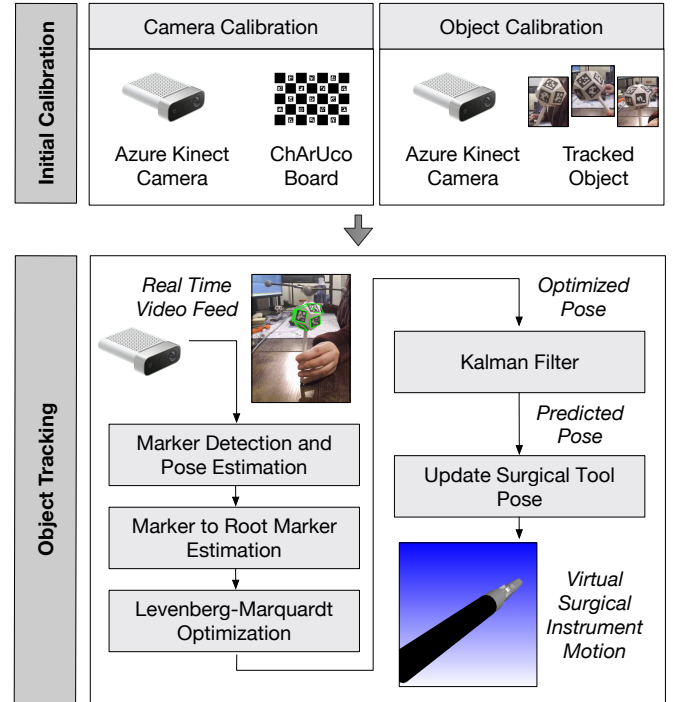 Initial Calibration
Camera Calibration
Azure Kinect
Camera
ChArUco
Board
Object Calibration
Azure Kinect
Camera
Tracked
Object
Object Tracking
Real Time
Video Feed
Marker Detection and
Pose Estimation
Marker to Root Marker
Estimation
Levenberg-Marquardt
Optimization
Optimized
Pose
Kalman Filter
Predicted
Pose
Update Surgical Tool
Pose
Virtual
Surgical
Instrument
Motion